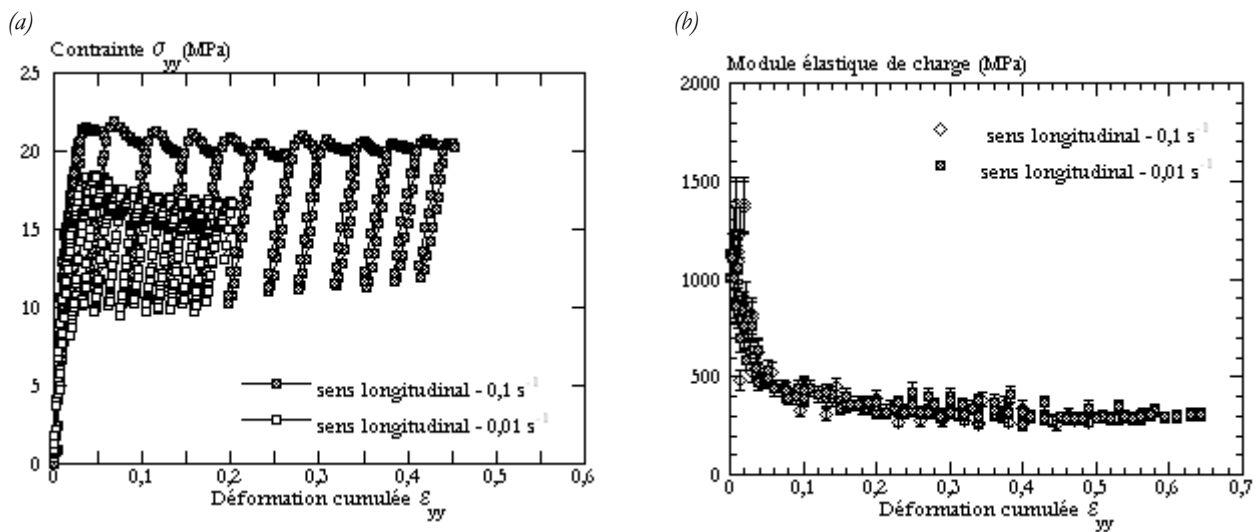 (a)
Contrainte σyy(MPa)
25
20
15
10
5
0
sens longitudinal - 0,1 s-1
sens longitudinal - 0,01 s-1
0 0,1 0,2 0,3 0,4 0,5 0,6
Déformation cumulée εyy
(b)
Module élastique de charge (MPa)
2000
1500
1000
500
0
sens longitudinal - 0,1 s-1
sens longitudinal - 0,01 s-1
0 0,1 0,2 0,3 0,4 0,5 0,6 0,7
Déformation cumulée εyy